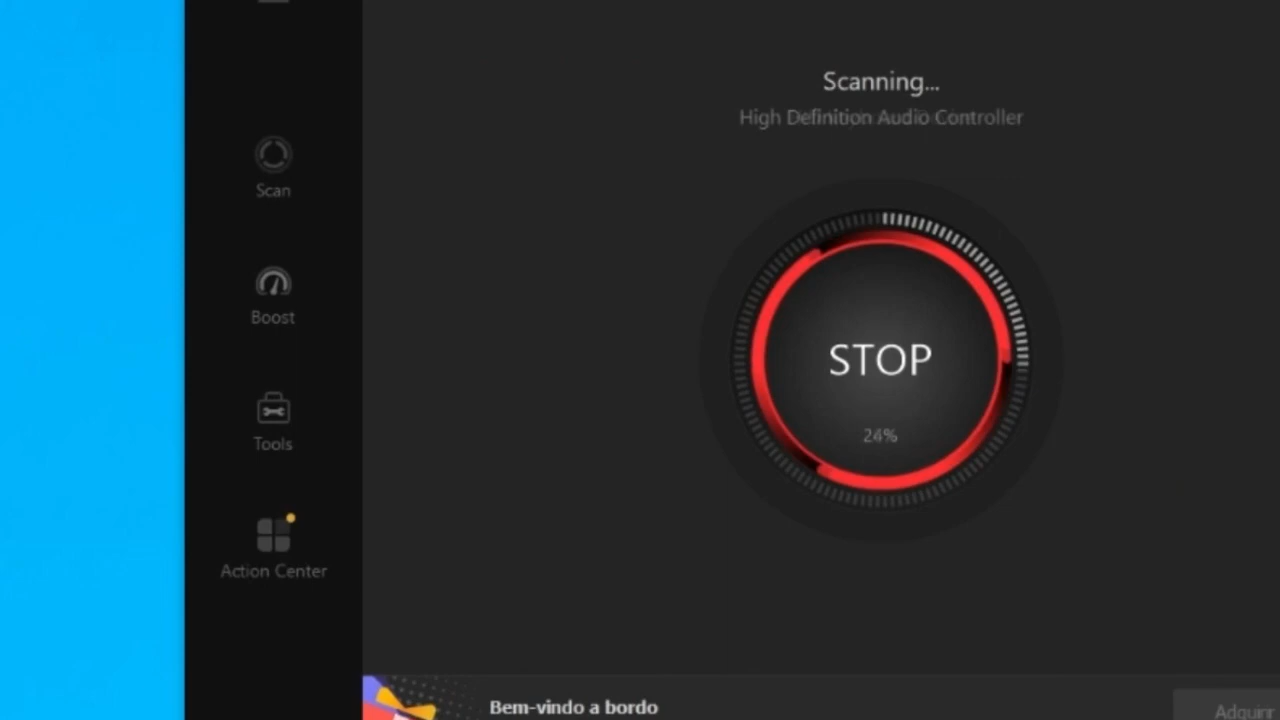 Scanning...
High Definition Audio Controller
Scan
Boost
Tools
Action Center
STOP
24%
Bem-vindo a bordo
Adquirir